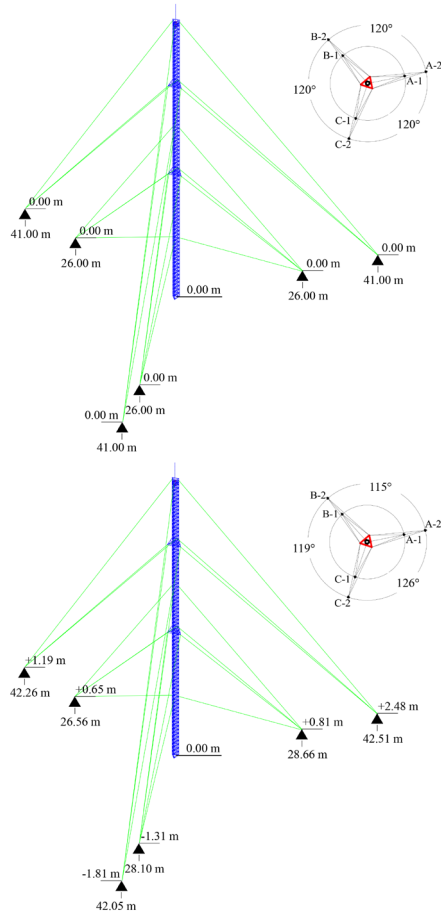 B-2
120°
B-1
A-2
A-1
120°
C-1
120°
C-2
0.00 m
41.00 m
0.00 m
26.00 m
0.00 m
41.00 m
0.00 m
26.00 m
0.00 m
0.00 m
26.00 m
0.00 m
41.00 m
B-2
115°
B-1
A-2
A-1
119°
C-1
126°
C-2
+1.19 m
42.26 m
+0.65 m
26.56 m
+2.48 m
42.51 m
+0.81 m
28.66 m
0.00 m
-1.31 m
28.10 m
-1.81 m
42.05 m